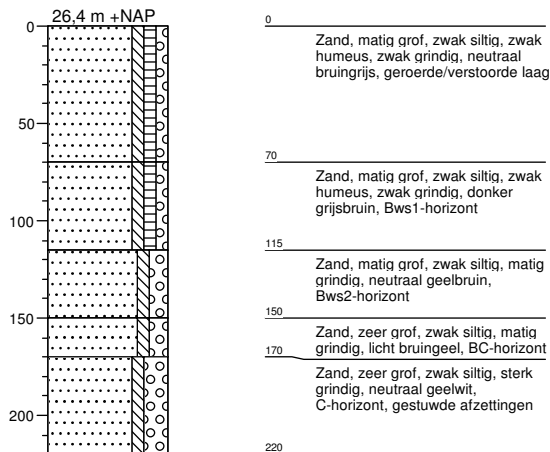 26,4 m +NAP
0
50
100
150
200
0
Zand, matig grof, zwak siltig, zwak
humeus, zwak grindig, neutraal
bruingrijs, geroerde/verstoorde laag
70
Zand, matig grof, zwak siltig, zwak
humeus, zwak grindig, donker
grijsbruin, Bws1-horizont
115
Zand, matig grof, zwak siltig, matig
grindig, neutraal geelbruin,
Bws2-horizont
150
Zand, zeer grof, zwak siltig, matig
grindig, licht bruingeel, BC-horizont
170
Zand, zeer grof, zwak siltig, sterk
grindig, neutraal geelwit,
C-horizont, gestuwde afzettingen
220